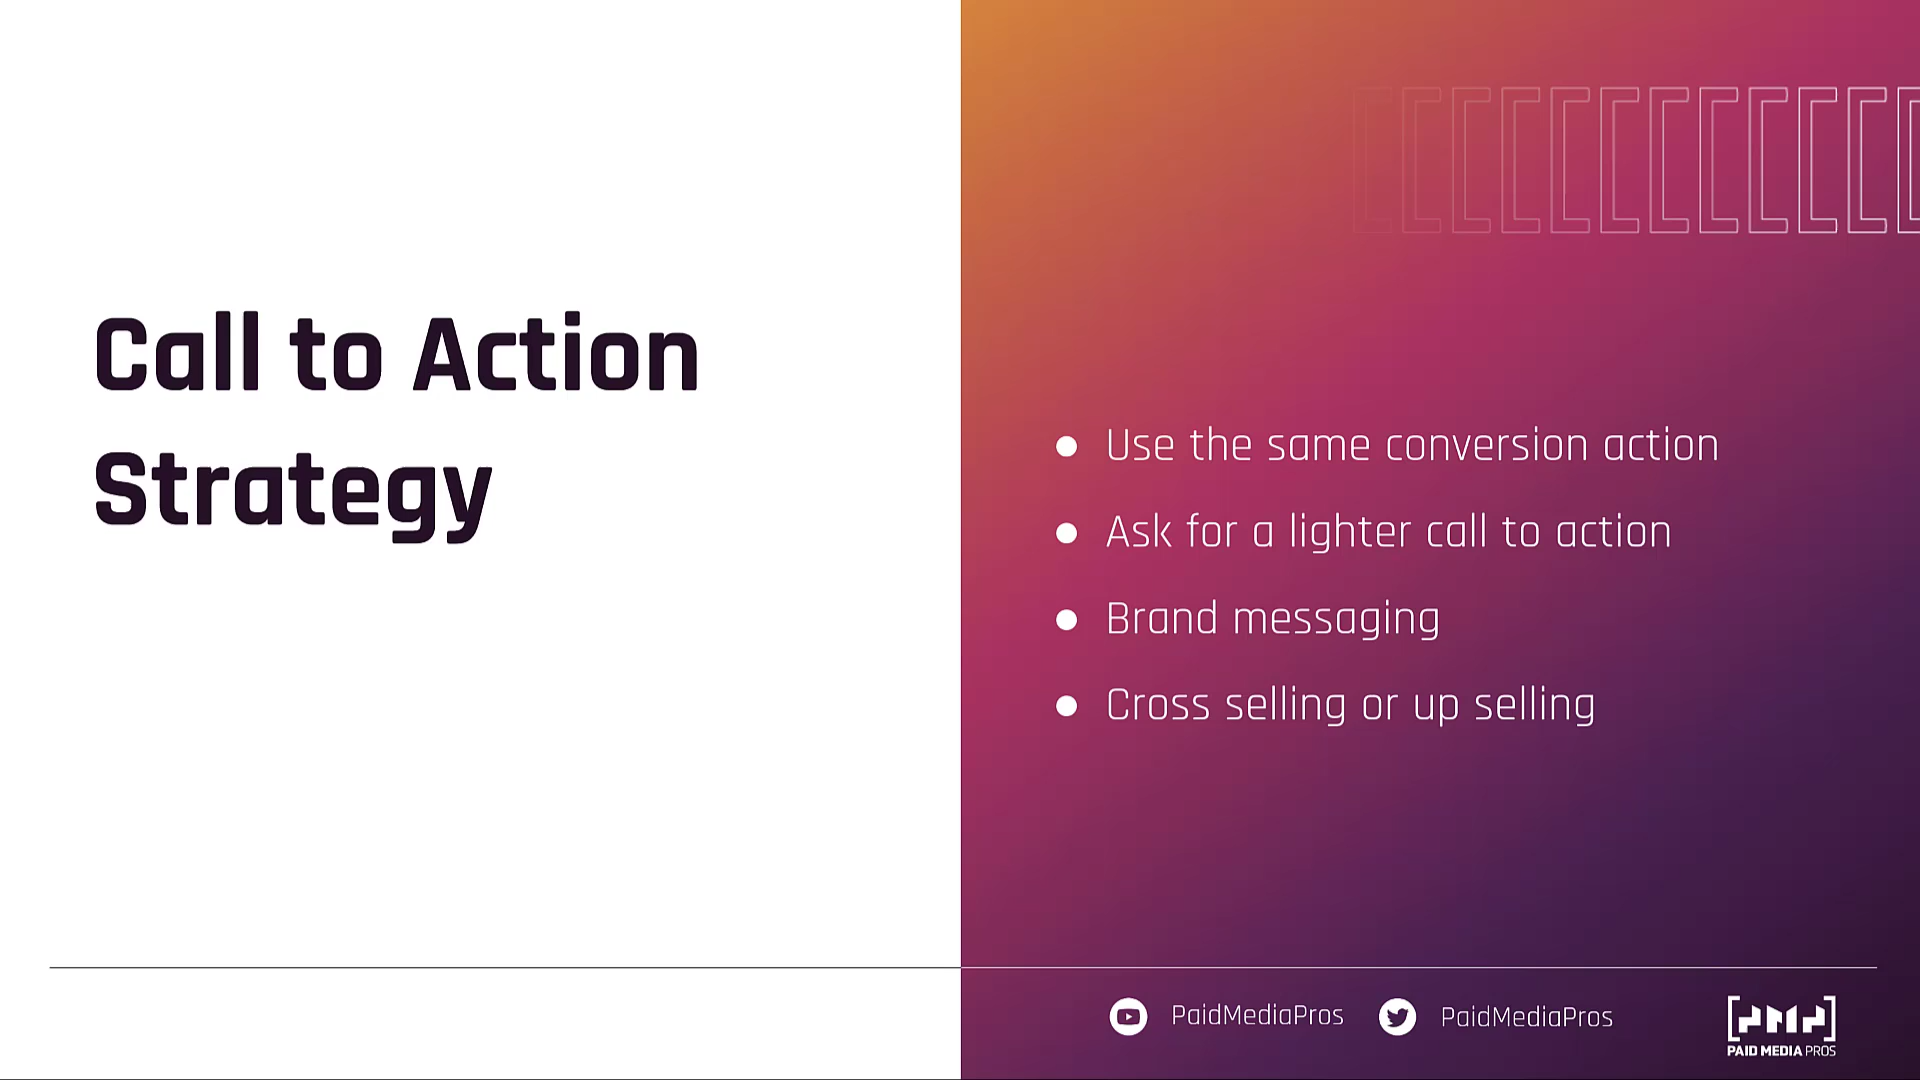 Call to Action
Strategy
Use the same conversion action
Ask for a lighter call to action
Brand messaging
Cross selling or up selling
PaidMediaPros
PaidMediaPros
PMP
PAID MEDIA PROS